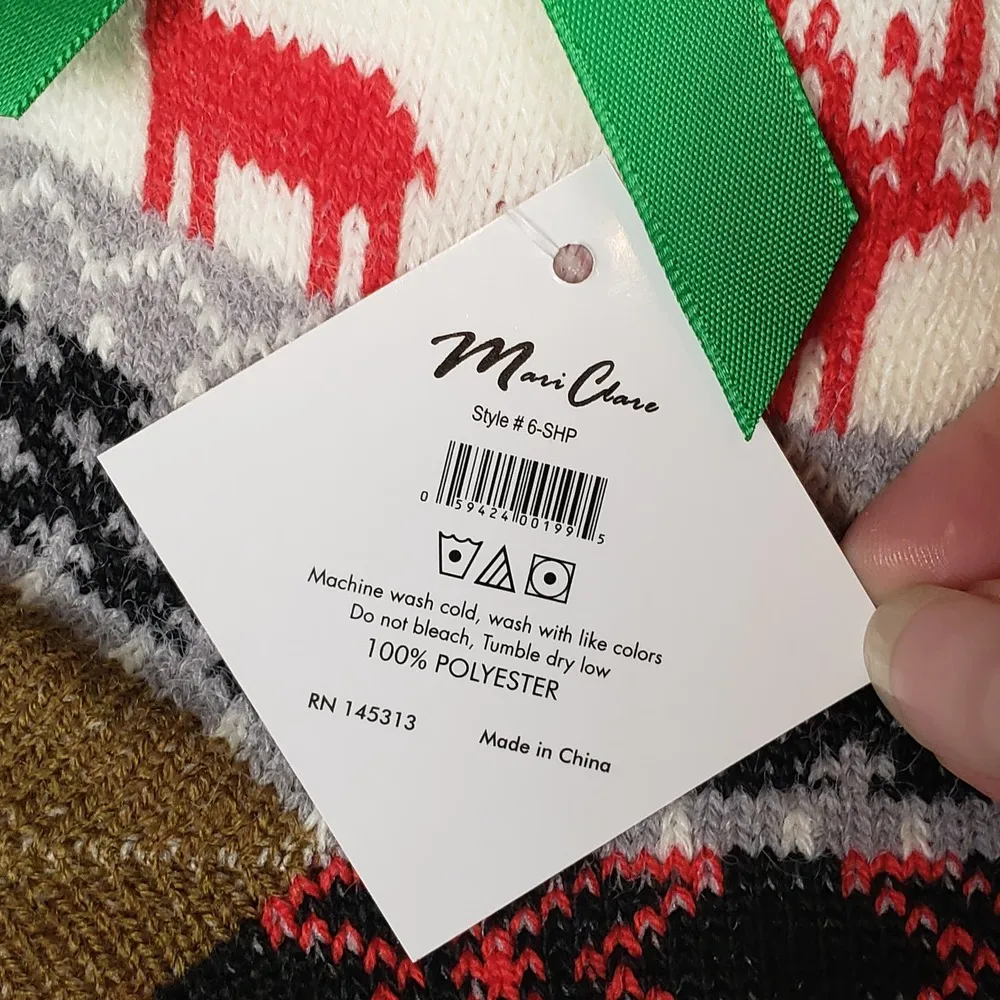 Mari Clare
Style # 6-SHP
0 59424 00199 5
Machine wash cold, wash with like colors
Do not bleach, Tumble dry low
100% POLYESTER
RN 145313
Made in China